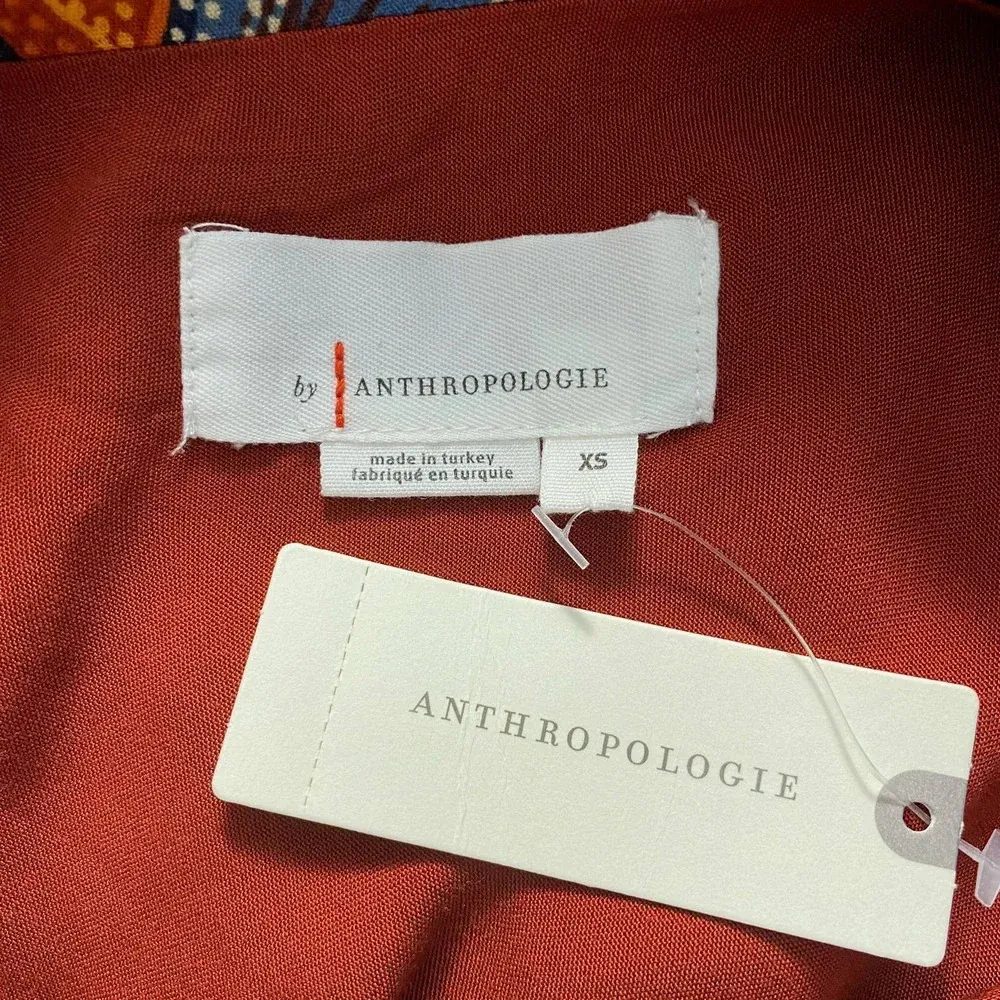 by ANTHROPOLOGIE
made in turkey
fabriqué en turquie
XS
ANTHROPOLOGIE